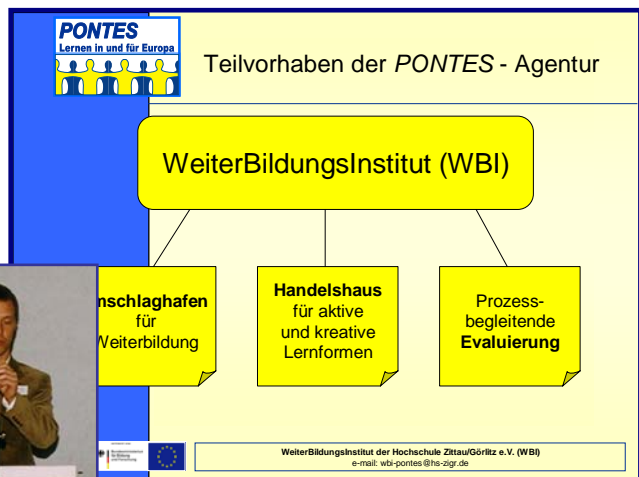 PONTES
Lernen in und für Europa
Teilvorhaben der PONTES - Agentur
WeiterBildungsInstitut (WBI)
mschlaghafen
für
Weiterbildung
Handelshaus
für aktive
und kreative
Lernformen
Prozess-
begleitende
Evaluierung
WeiterBildungsInstitut der Hochschule Zittau/Görlitz e.V. (WBI)
e-mail: wbi-pontes@hs-zigr.de